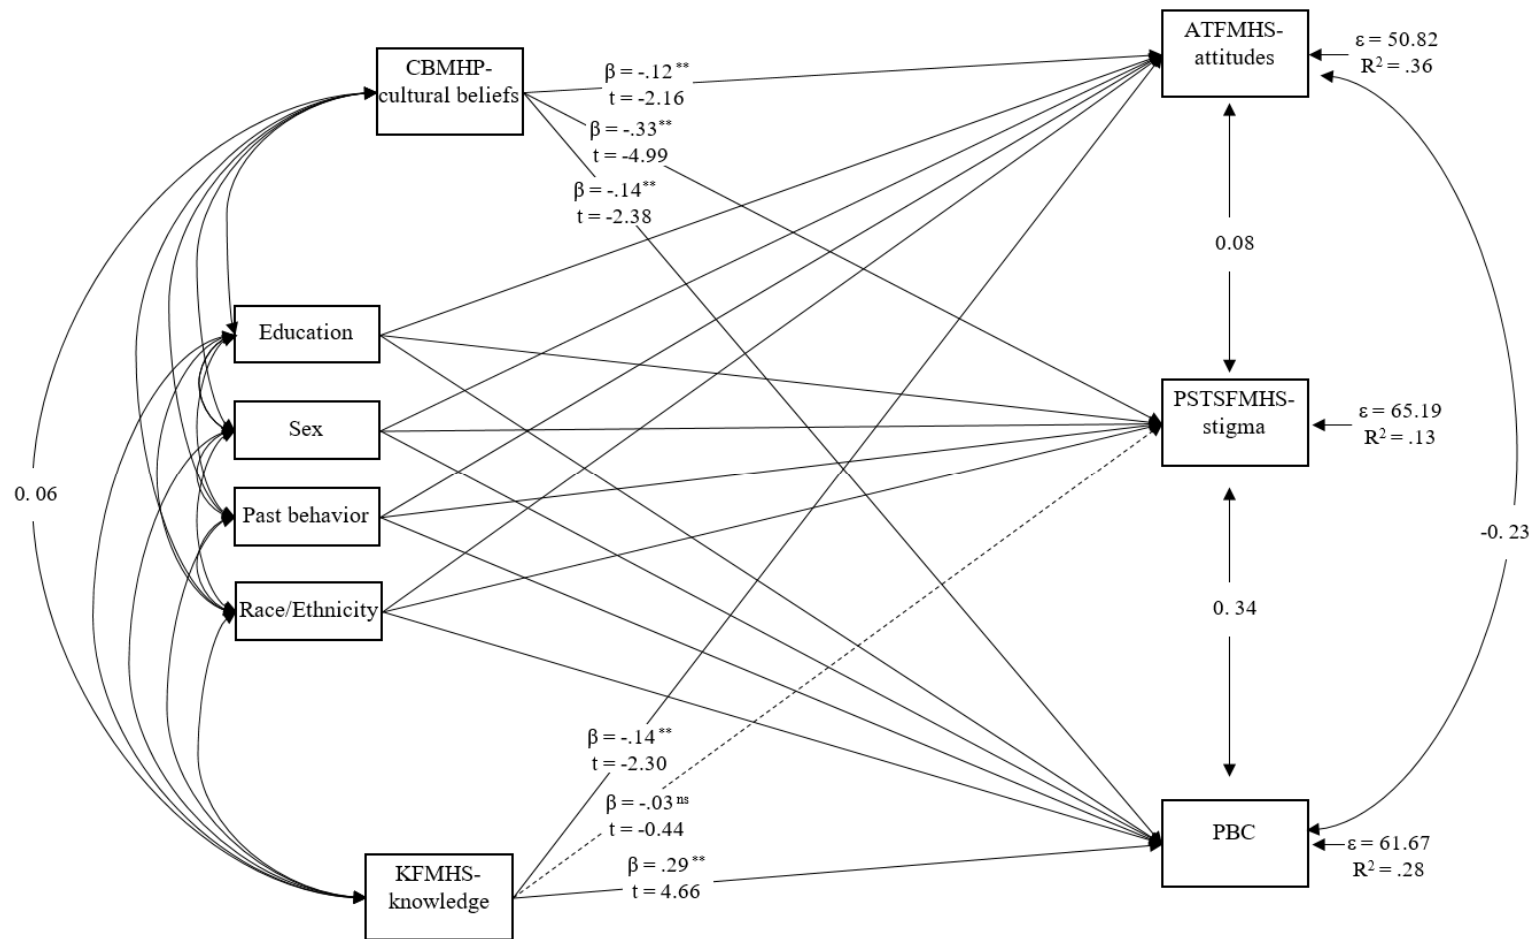 CBMHP-
cultural beliefs
β = -.12 **
t = -2.16
β = -.33**
t = -4.99
β = -.14**
t = -2.38
ATFMHS-
attitudes
ε = 50.82
R² = .36
0.08
Education
Sex
Past behavior
Race/Ethnicity
0. 06
PSTSFMHS-
stigma
ε = 65.19
R² = .13
-0. 23
0. 34
β = -.14 **
t = -2.30
β = -.03 ns
t = -0.44
β = .29 **
t = 4.66
KFMHS-
knowledge
PBC
ε = 61.67
R² = .28